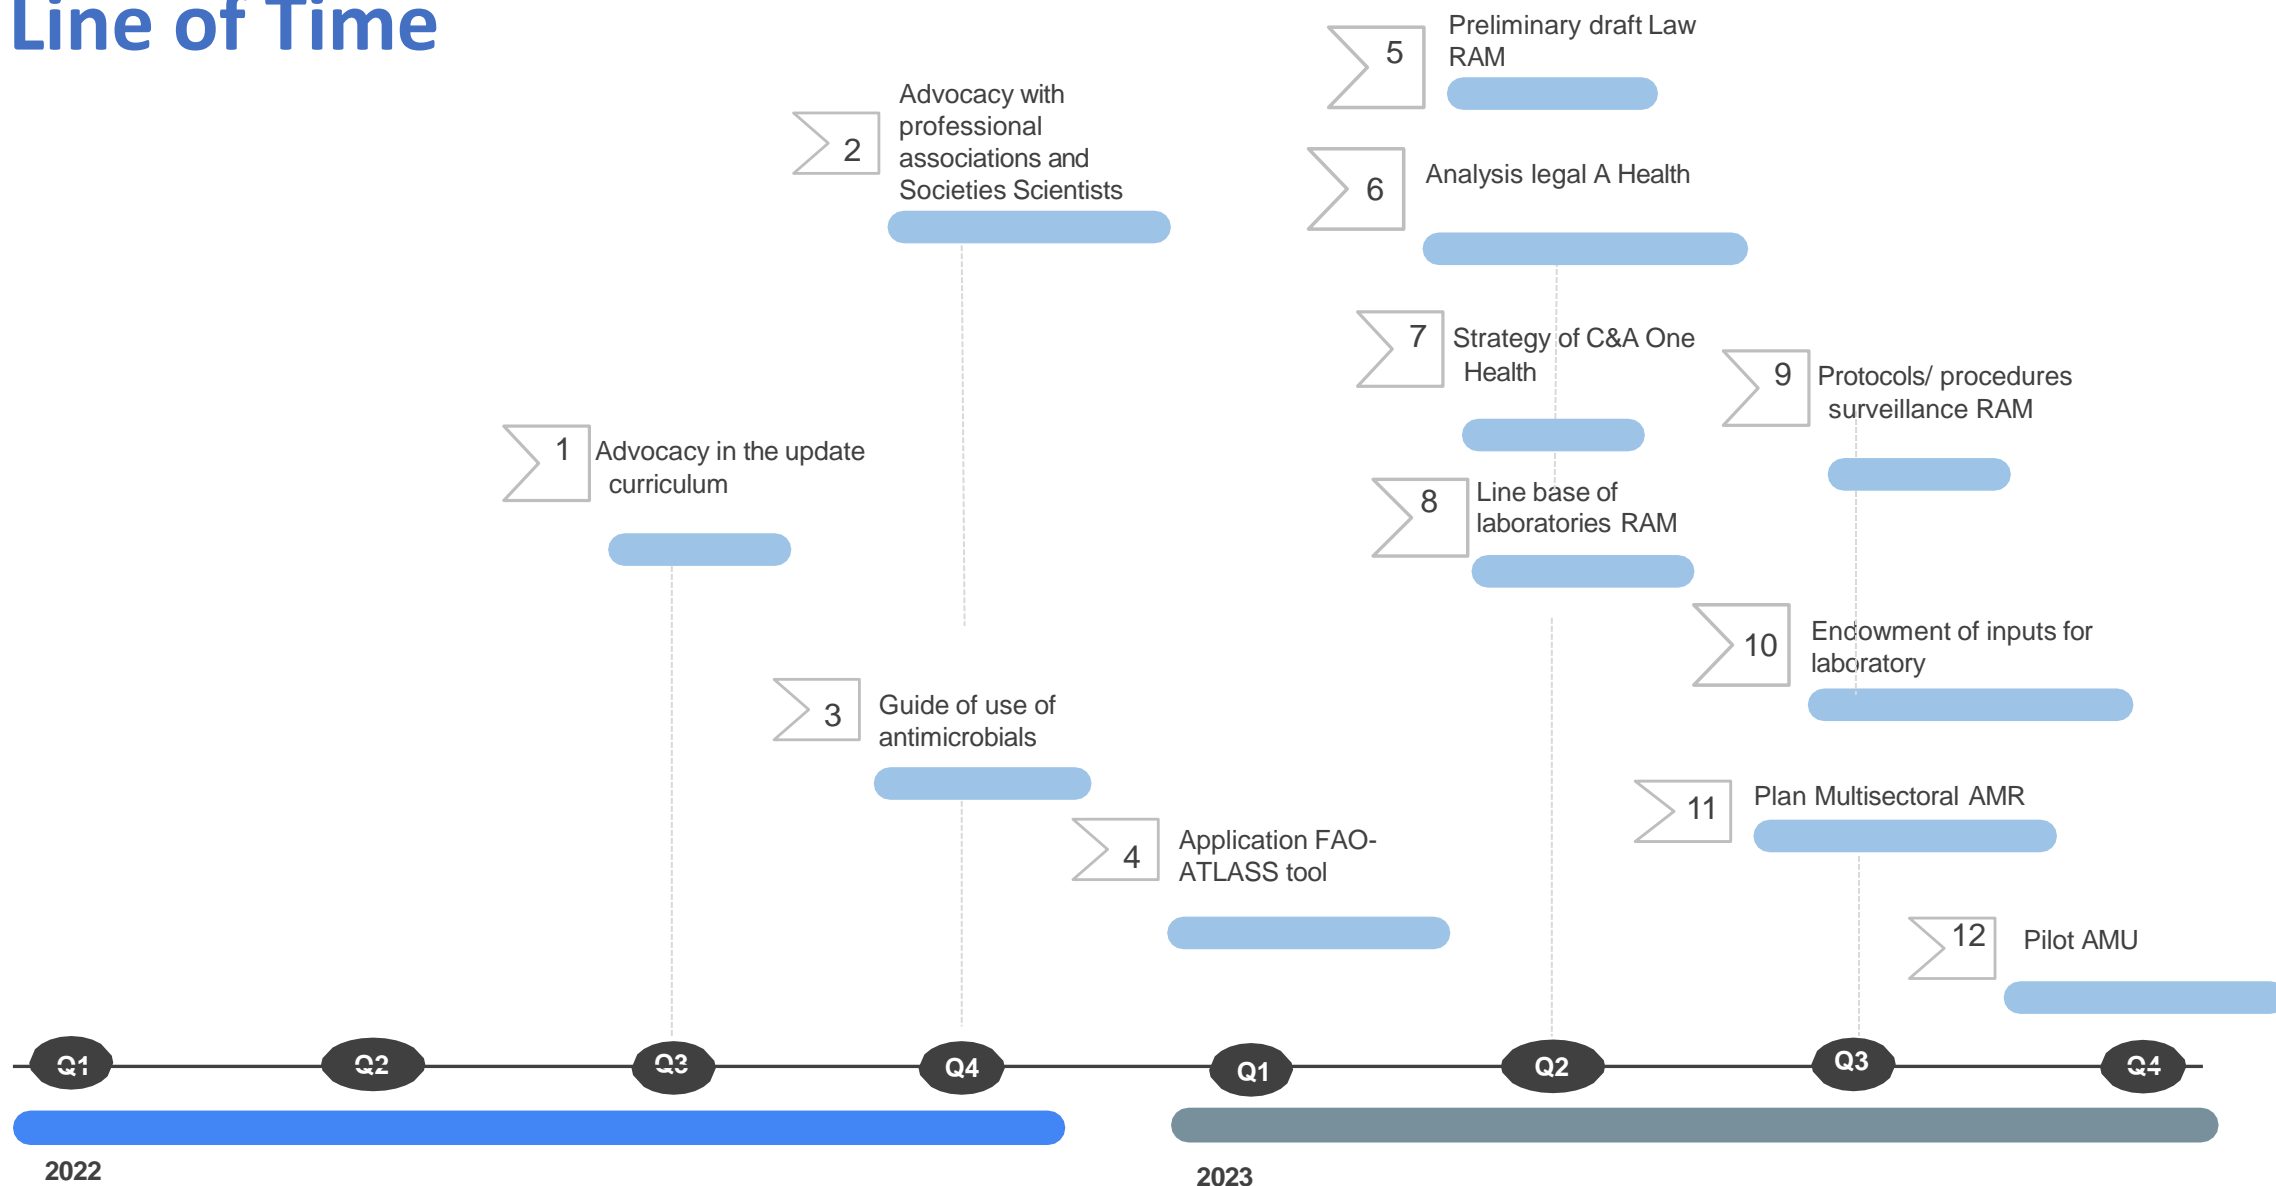 Line of Time
5
Preliminary draft Law
RAM
2
Advocacy with
professional
associations and
Societies Scientists
6
Analysis legal A Health
7
Strategy of C&A One
Health
9
Protocols/ procedures
surveillance RAM
1
Advocacy in the update
curriculum
8
Line base of
laboratories RAM
10
Endowment of inputs for
laboratory
3
Guide of use of
antimicrobials
11
Plan Multisectoral AMR
4
Application FAO-
ATLASS tool
12
Pilot AMU
Q1
Q2
Q3
Q4
Q1
Q2
Q3
Q4
2022
2023